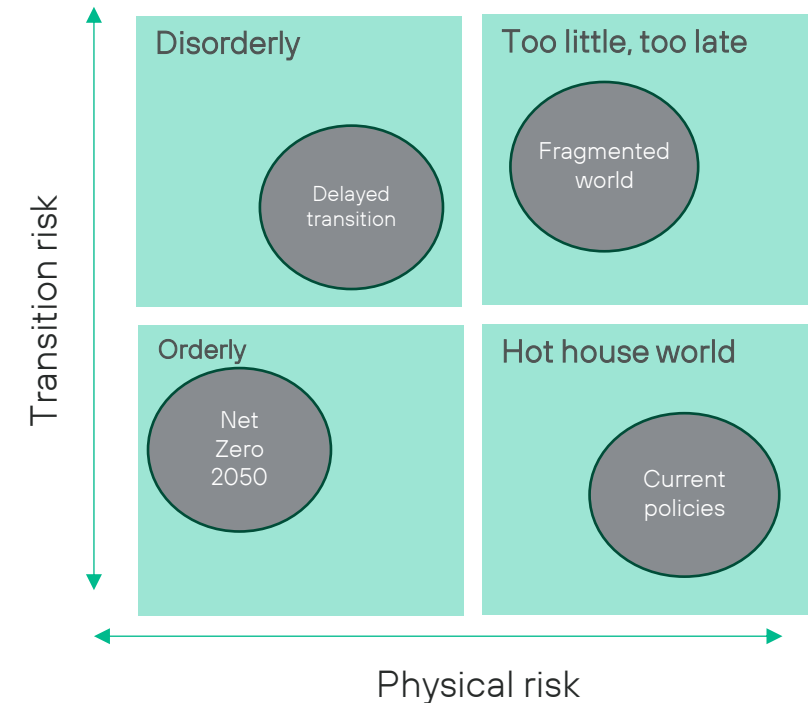 Disorderly
Too little, too late
Delayed
transition
Fragmented
world
Transition risk
Orderly
Hot house world
Net
Zero
2050
Current
policies
Physical risk